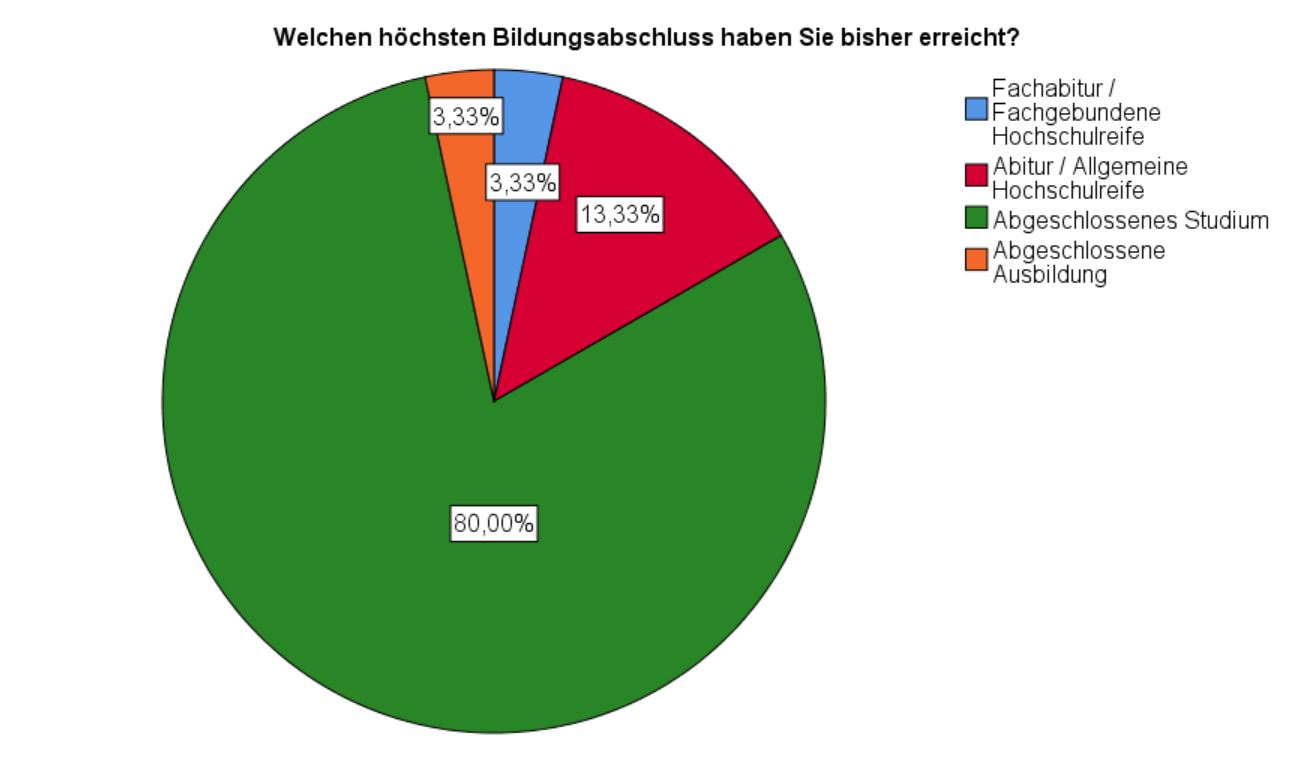 Welchen höchsten Bildungsabschluss haben Sie bisher erreicht?
Fachabitur /
Fachgebundene
Hochschulreife
Abitur / Allgemeine
Hochschulreife
Abgeschlossenes Studium
Abgeschlossene
Ausbildung
3,33%
3,33%
13,33%
80,00%